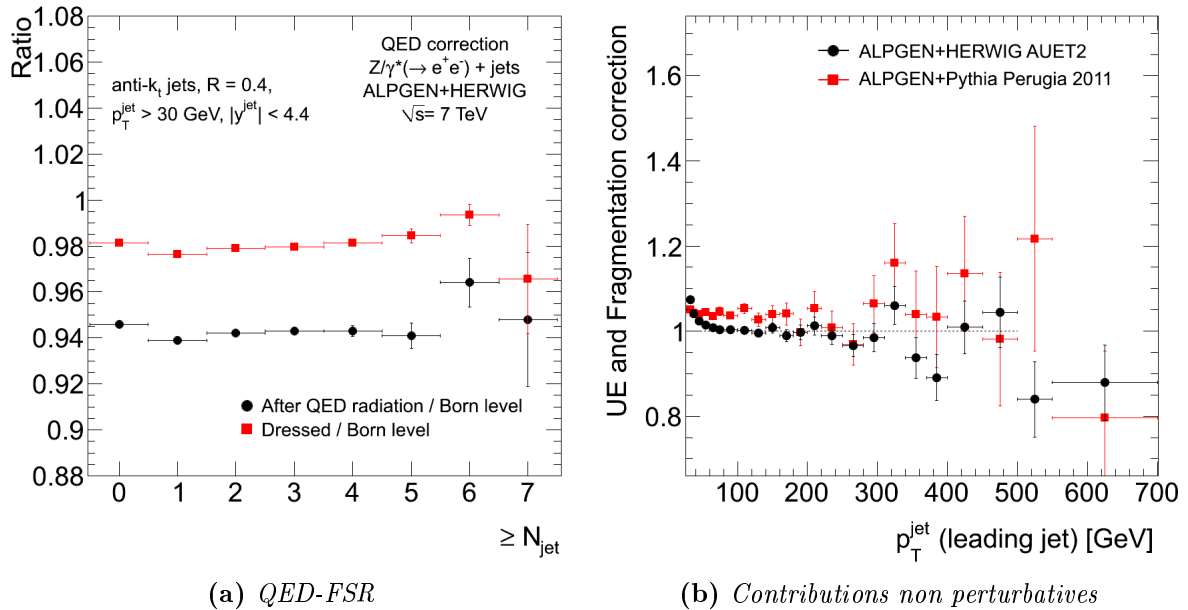 Ratio
1.08
1.06
1.04
1.02
1
0.98
0.96
0.94
0.92
0.9
0.88
QED correction
Z/γ*(→ e⁺e⁻) + jets
ALPGEN+HERWIG
√s= 7 TeV
anti-k_t jets, R = 0.4,
p_T^jet > 30 GeV, |y^jet| < 4.4
After QED radiation / Born level
Dressed / Born level
0 1 2 3 4 5 6 7
≥ N_jet
(a) QED-FSR
UE and Fragmentation correction
1.6
1.4
1.2
1
0.8
ALPGEN+HERWIG AUET2
ALPGEN+Pythia Perugia 2011
100 200 300 400 500 600 700
p_T^jet (leading jet) [GeV]
(b) Contributions non perturbatives